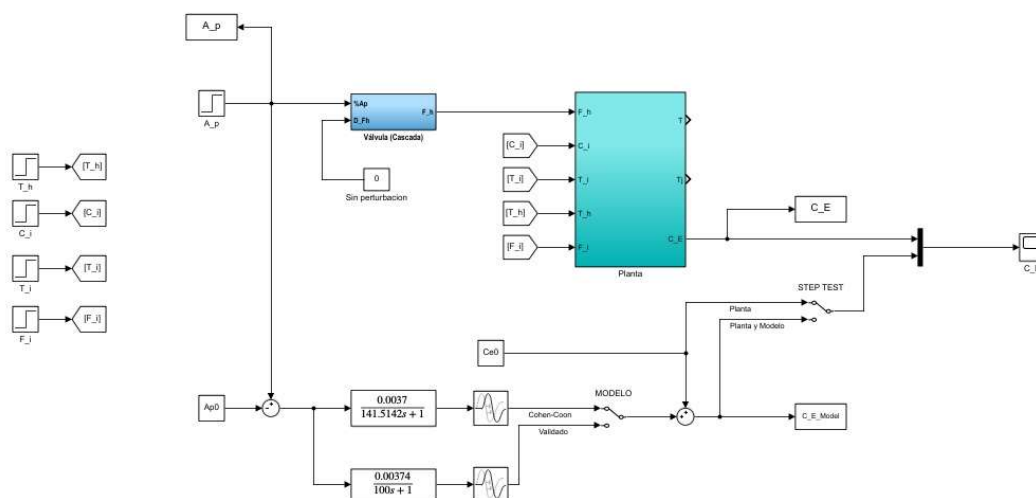 A_p
A_p
%Ap
D_Fh
F_h
Válvula (Cascada)
0
Sin perturbacion
T_h
[T_h]
C_i
[C_i]
T_i
[T_i]
F_i
[F_i]
[C_i]
[T_i]
[T_h]
[F_i]
F_h
C_i
T_i
T_h
F_i
T
Tj
C_E
Planta
C_E
STEP TEST
Planta
Planta y Modelo
Ce0
Ap0
0.0037
141.5142s + 1
0.00374
100s + 1
MODELO
Cohen-Coon
Validado
C_E_Model